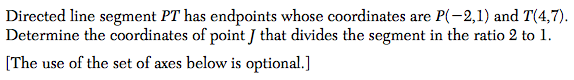 Directed line segment PT has endpoints whose coordinates are P(−2,1) and T(4,7).
Determine the coordinates of point J that divides the segment in the ratio 2 to 1.
[The use of the set of axes below is optional.]